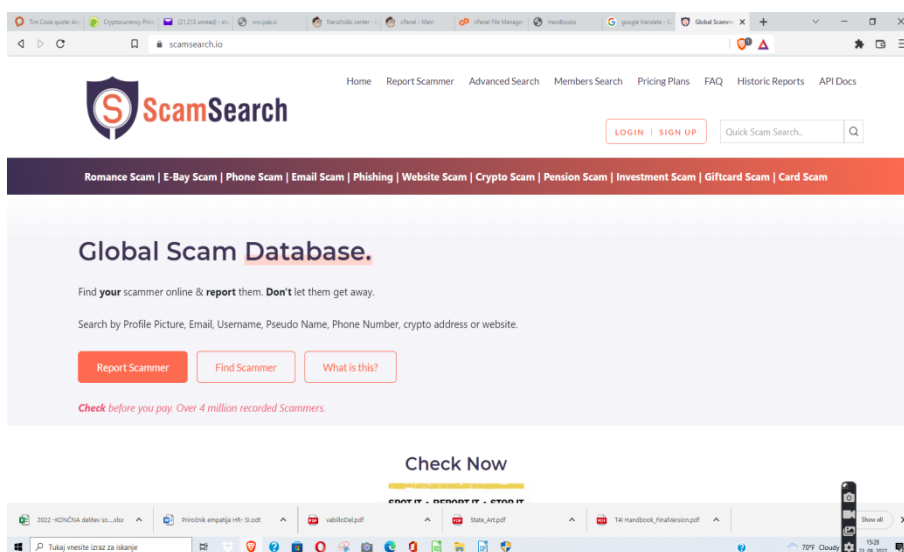 Tim Cook quote: An
Cryptocurrency Price
(21,213 unread) - sto
Naročniški center -
cPanel - Main
cPanel File Manager
Handbooks
google translate - G
Global Scamme
scamsearch.io
Home
Report Scammer
Advanced Search
Members Search
Pricing Plans
FAQ
Historic Reports
API Docs
S
ScamSearch
LOGIN | SIGN UP
Quick Scam Search..
Romance Scam | E-Bay Scam | Phone Scam | Email Scam | Phishing | Website Scam | Crypto Scam | Pension Scam | Investment Scam | Giftcard Scam | Card Scam
Global Scam Database.
Find your scammer online & report them. Don't let them get away.
Search by Profile Picture, Email, Username, Pseudo Name, Phone Number, crypto address or website.
Report Scammer
Find Scammer
What is this?
Check before you pay. Over 4 million recorded Scammers.
Check Now
SPOT IT • REPORT IT • STOP IT
2022 -KONČNA delitev so....xlsx
Priročnik empatija HR- SI.odt
vabiloDel.pdf
State_Art.pdf
T4I Handbook_FinalVersion.pdf
Show all
Tukaj vnesite izraz za iskanje
70°F Cloudy
15:28